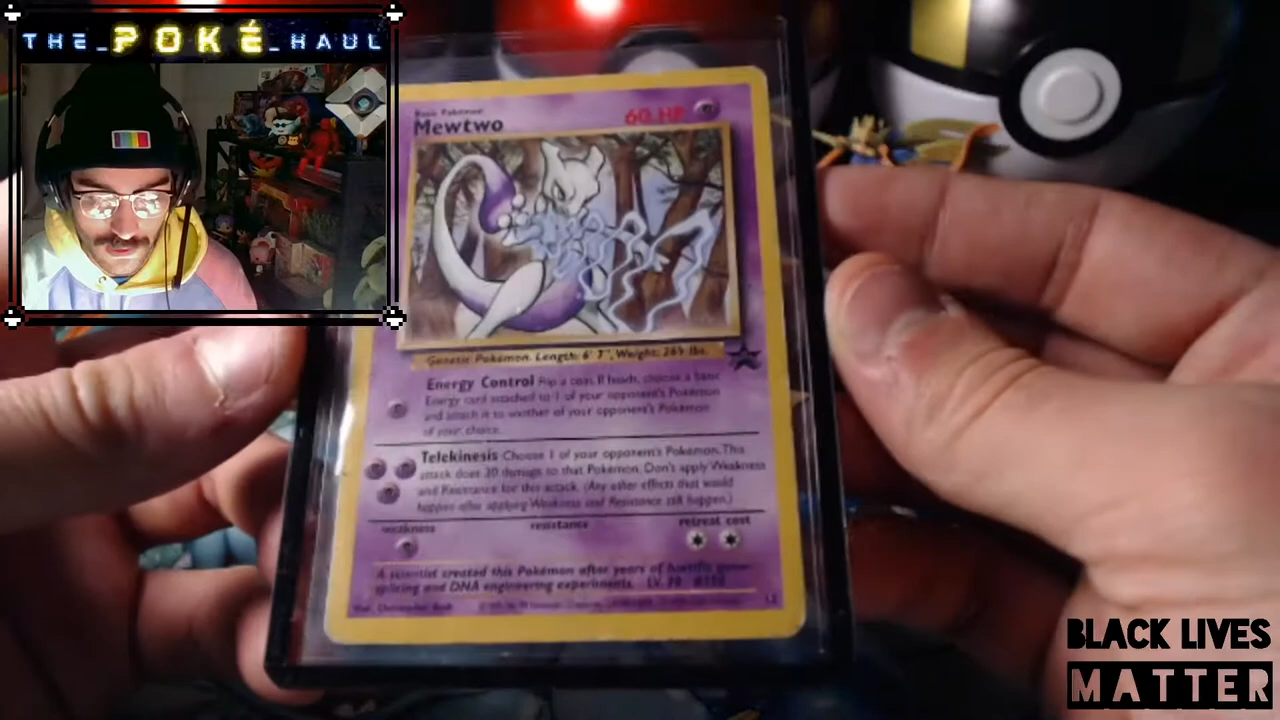 THE_POKÉ_HAUL
Basic Pokémon
Mewtwo
60 HP
Genetic Pokémon. Length: 6' 7", Weight: 269 lbs.
Energy Control Flip a coin. If heads, choose a basic
Energy card attached to 1 of your opponent's Pokémon
and attach it to another of your opponent's Pokémon
of your choice.
Telekinesis Choose 1 of your opponent's Pokémon. This
attack does 30 damage to that Pokémon. Don't apply Weakness
and Resistance for this attack. (Any other effects that would
happen after applying Weakness and Resistance still happen.)
weakness resistance retreat cost
A scientist created this Pokémon after years of horrific gene-
splicing and DNA engineering experiments.
BLACK LIVES
MATTER